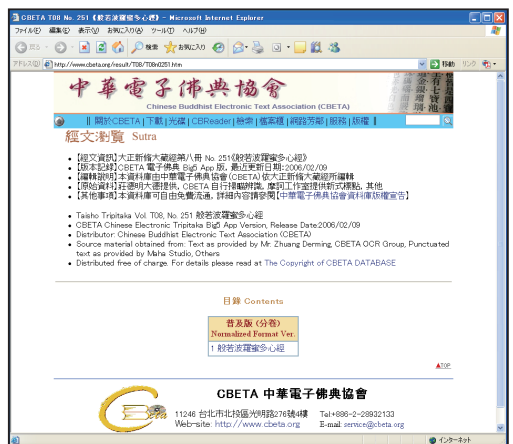 CBETA T08 No. 251《般若波羅蜜多心經》 - Microsoft Internet Explorer
ファイル(F) 編集(E) 表示(V) お気に入り(A) ツール(T) ヘルプ(H)
戻る 検索 お気に入り
アドレス(D) http://www.cbeta.org/result/T08/T08n0251.htm 移動 リンク
中華電子佛典協會
Chinese Buddhist Electronic Text Association (CBETA)
‖ 關於CBETA | 下載 | 光碟 | CBReader | 檢索 | 檔案櫃 | 網路芳鄰 | 服務 | 版權 ‖
經文瀏覽 Sutra
• 【經文資訊】大正新脩大藏經第八冊 No. 251《般若波羅蜜多心經》
• 【版本記錄】CBETA 電子佛典 Big5 App 版, 最近更新日期:2006/02/09
• 【編輯說明】本資料庫由中華電子佛典協會(CBETA)依大正新脩大藏經所編輯
• 【原始資料】莊德明大德提供, CBETA 自行掃瞄辨識, 摩訶工作室提供新式標點, 其他
• 【其他事項】本資料庫可自由免費流通, 詳細內容請參閱【中華電子佛典協會資料庫版權宣告】
• Taisho Tripitaka Vol. T08, No. 251 般若波羅蜜多心經
• CBETA Chinese Electronic Tripitaka Big5 App Version, Release Date:2006/02/09
• Distributor: Chinese Buddhist Electronic Text Association (CBETA)
• Source material obtained from: Text as provided by Mr. Zhuang Derming, CBETA OCR Group, Punctuated
text as provided by Maha Studio, Others
• Distributed free of charge. For details please read at The Copyright of CBETA DATABASE
目錄 Contents
普及版 (分卷)
Normalized Format Ver.
1 般若波羅蜜多心經
▲TOP
CBETA 中華電子佛典協會
11246 台北市北投區光明路276號4樓 Tel+886-2-28932133
Web-site: http://www.cbeta.org E-mail: service@cbeta.org
インターネット